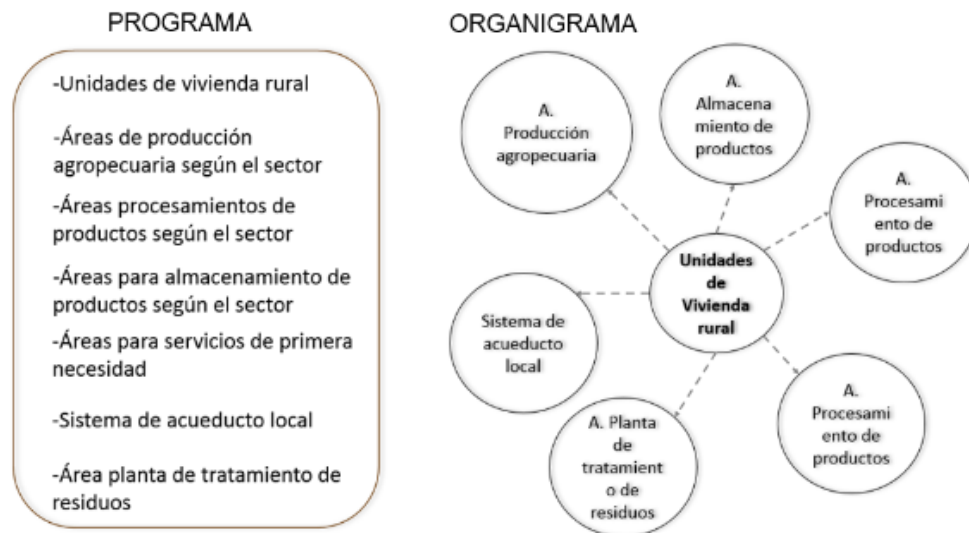 PROGRAMA
-Unidades de vivienda rural
-Áreas de producción
agropecuaria según el sector
-Áreas procesamientos de
productos según el sector
-Áreas para almacenamiento de
productos según el sector
-Áreas para servicios de primera
necesidad
-Sistema de acueducto local
-Área planta de tratamiento de
residuos
ORGANIGRAMA
A.
Producción
agropecuaria
A.
Almacena
miento de
productos
A.
Procesami
ento de
productos
Unidades
de
Vivienda
rural
Sistema de
acueducto
local
A. Planta
de
tratamient
o de
residuos
A.
Procesami
ento de
productos